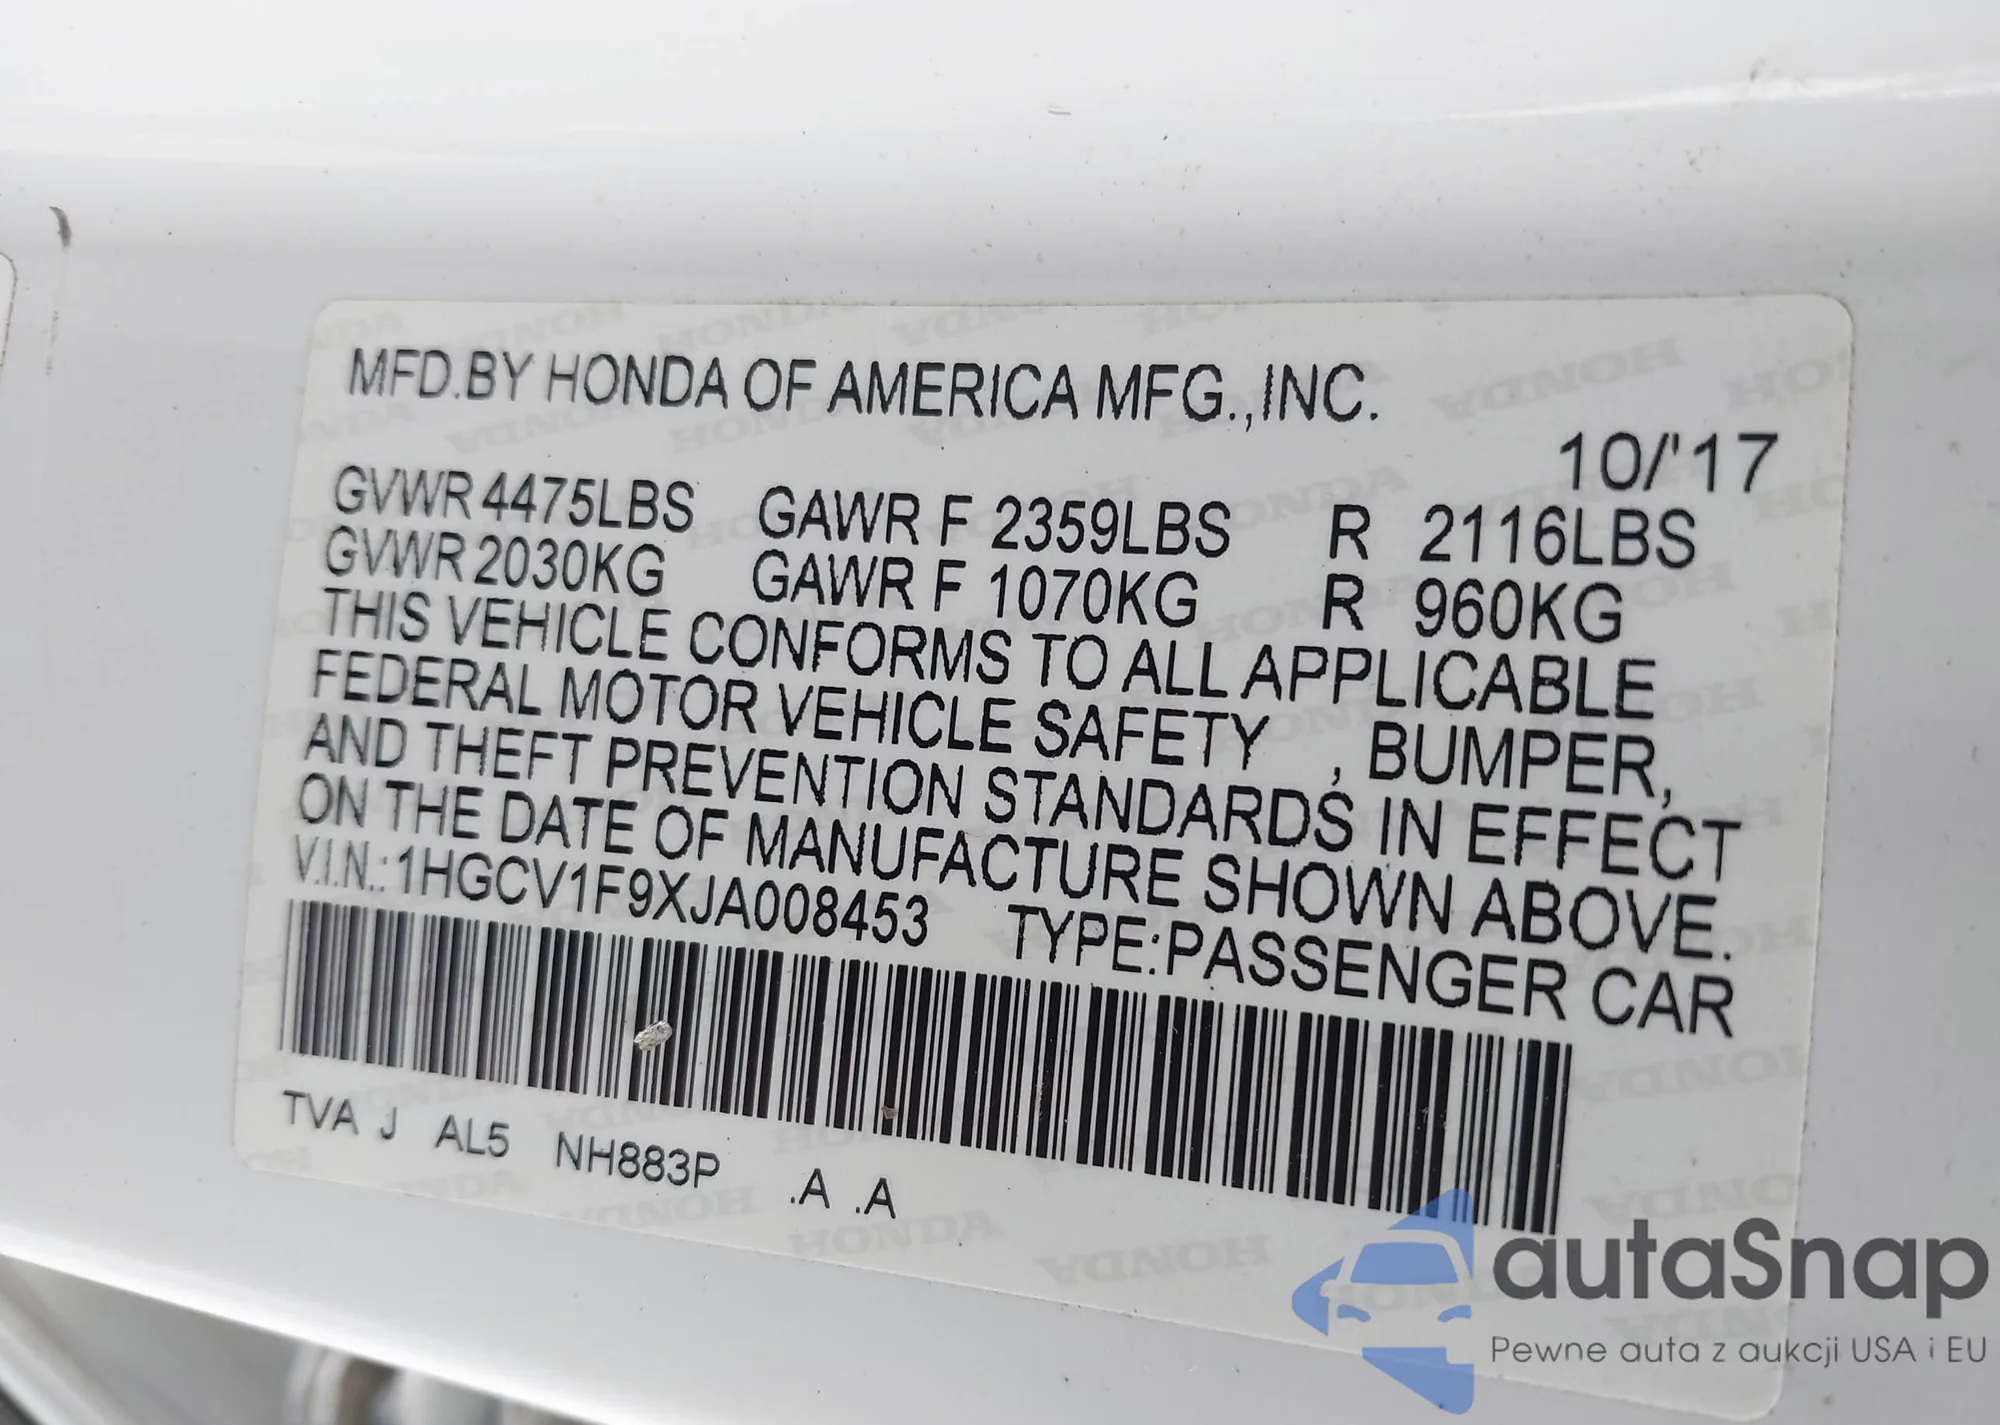 MFD.BY HONDA OF AMERICA MFG.,INC.
10/'17
GVWR 4475LBS GAWR F 2359LBS R 2116LBS
GVWR 2030KG GAWR F 1070KG R 960KG
THIS VEHICLE CONFORMS TO ALL APPLICABLE
FEDERAL MOTOR VEHICLE SAFETY , BUMPER,
AND THEFT PREVENTION STANDARDS IN EFFECT
ON THE DATE OF MANUFACTURE SHOWN ABOVE.
V.I.N.: 1HGCV1F9XJA008453 TYPE:PASSENGER CAR
TVA J AL5 NH883P .A .A
autaSnap
Pewne auta z aukcji USA i EU